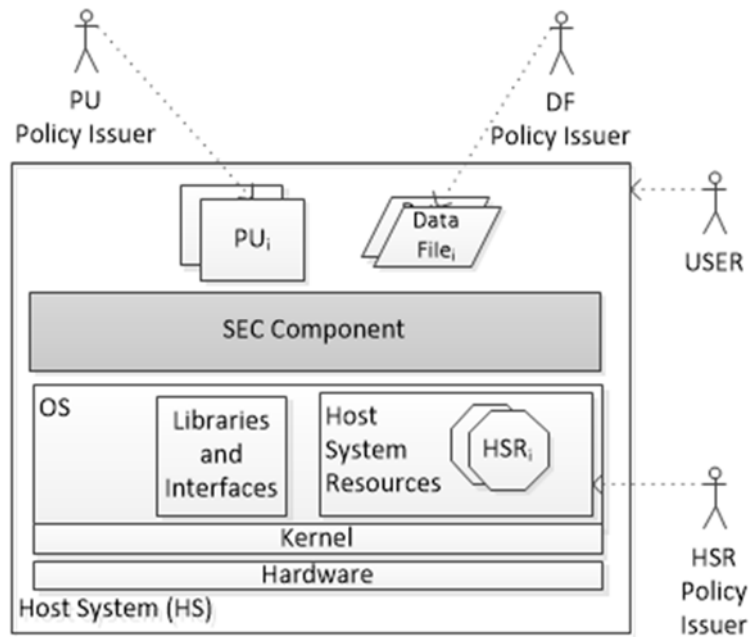 PU
Policy Issuer
DF
Policy Issuer
PUi
Data
Filei
USER
SEC Component
OS
Libraries
and
Interfaces
Host
System
Resources
HSRi
Kernel
Hardware
Host System (HS)
HSR
Policy
Issuer